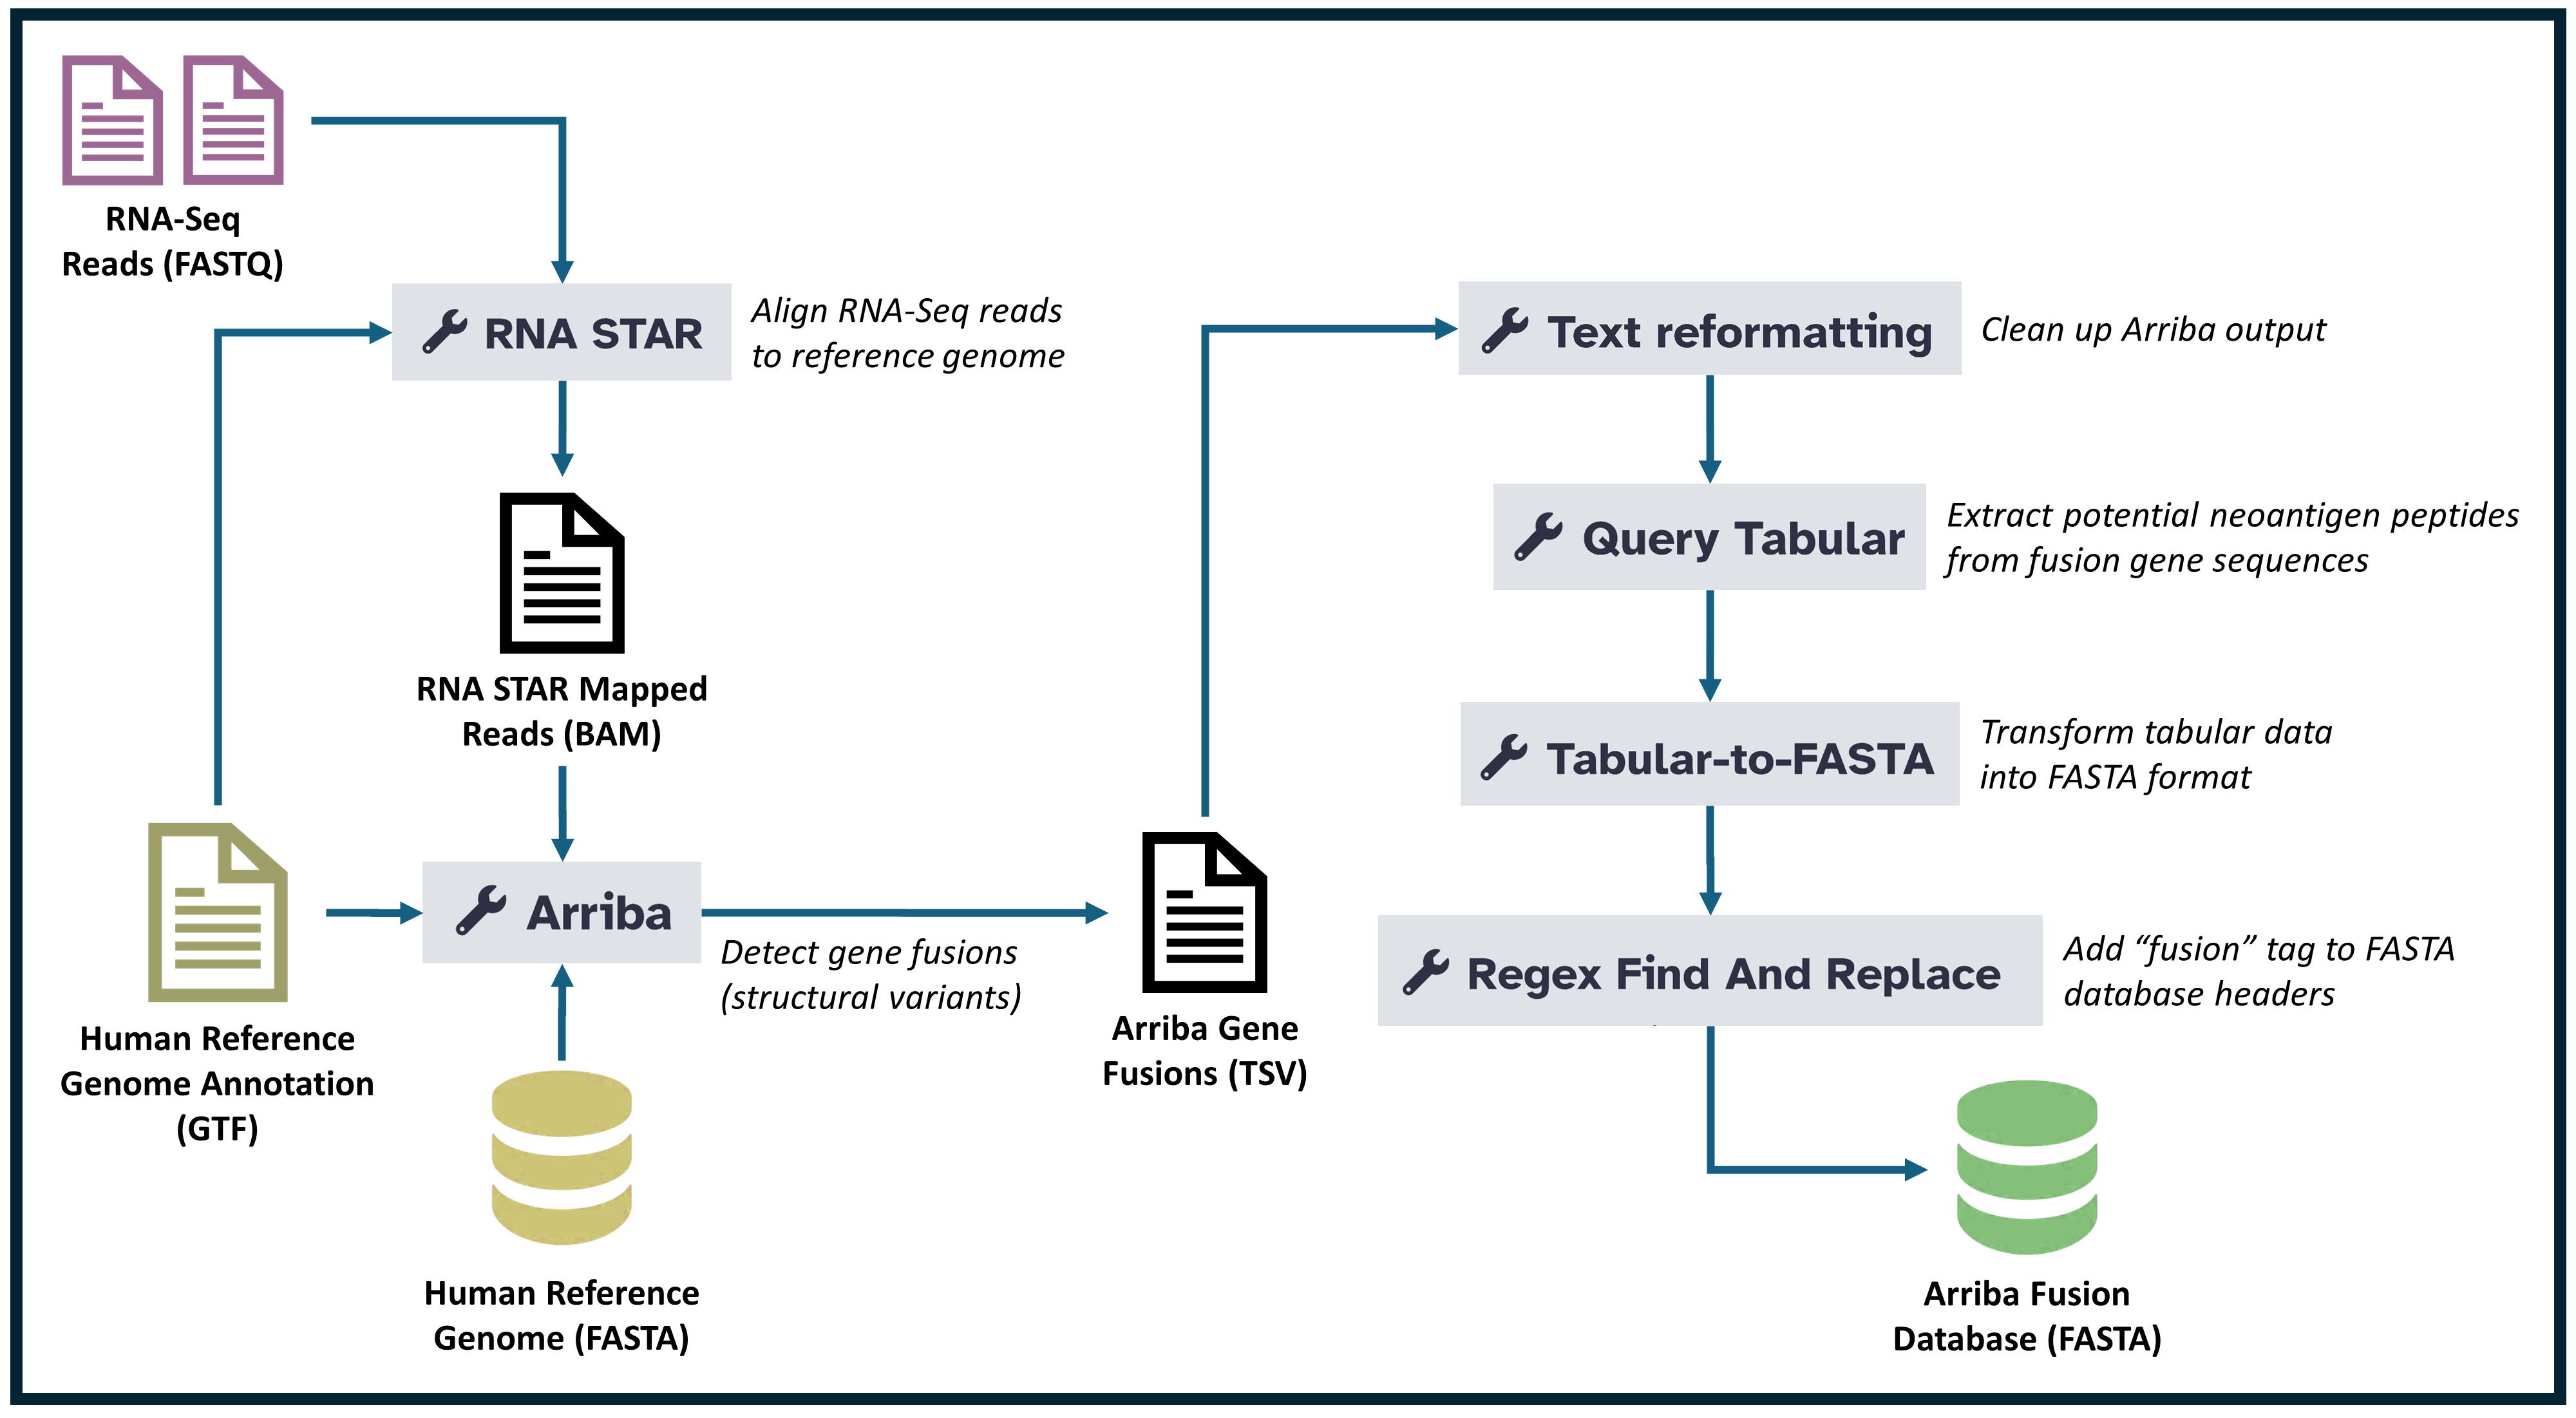 RNA-Seq
Reads (FASTQ)
RNA STAR
Align RNA-Seq reads
to reference genome
RNA STAR Mapped
Reads (BAM)
Human Reference
Genome Annotation
(GTF)
Arriba
Detect gene fusions
(structural variants)
Human Reference
Genome (FASTA)
Arriba Gene
Fusions (TSV)
Text reformatting
Clean up Arriba output
Query Tabular
Extract potential neoantigen peptides
from fusion gene sequences
Tabular-to-FASTA
Transform tabular data
into FASTA format
Regex Find And Replace
Add “fusion” tag to FASTA
database headers
Arriba Fusion
Database (FASTA)